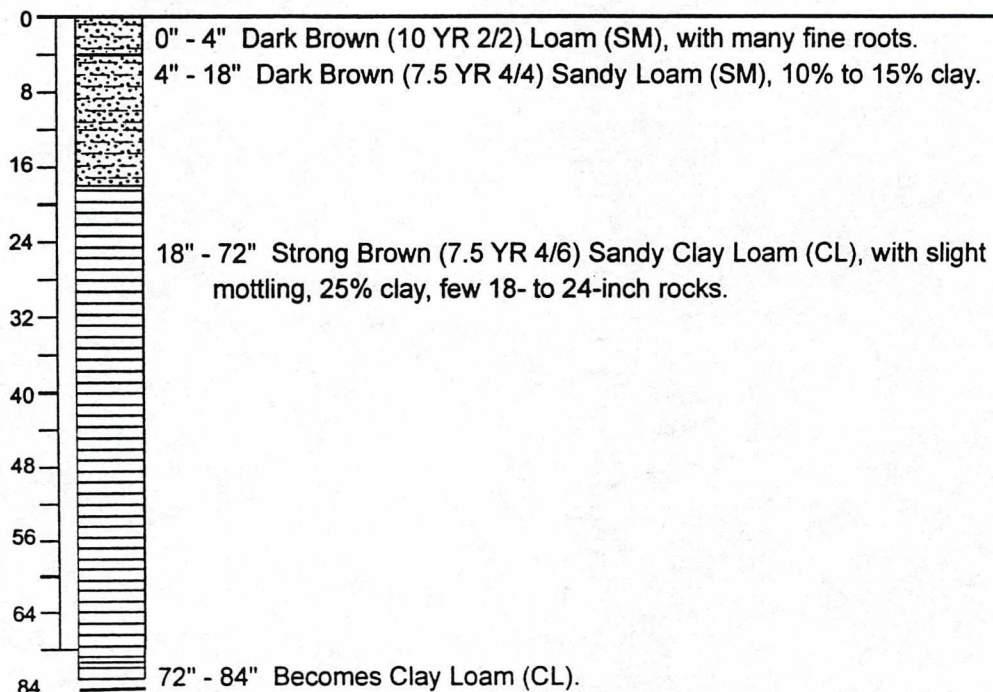 0
0" - 4" Dark Brown (10 YR 2/2) Loam (SM), with many fine roots.
4" - 18" Dark Brown (7.5 YR 4/4) Sandy Loam (SM), 10% to 15% clay.
8
16
24
18" - 72" Strong Brown (7.5 YR 4/6) Sandy Clay Loam (CL), with slight
mottling, 25% clay, few 18- to 24-inch rocks.
32
40
48
56
64
72" - 84" Becomes Clay Loam (CL).
84